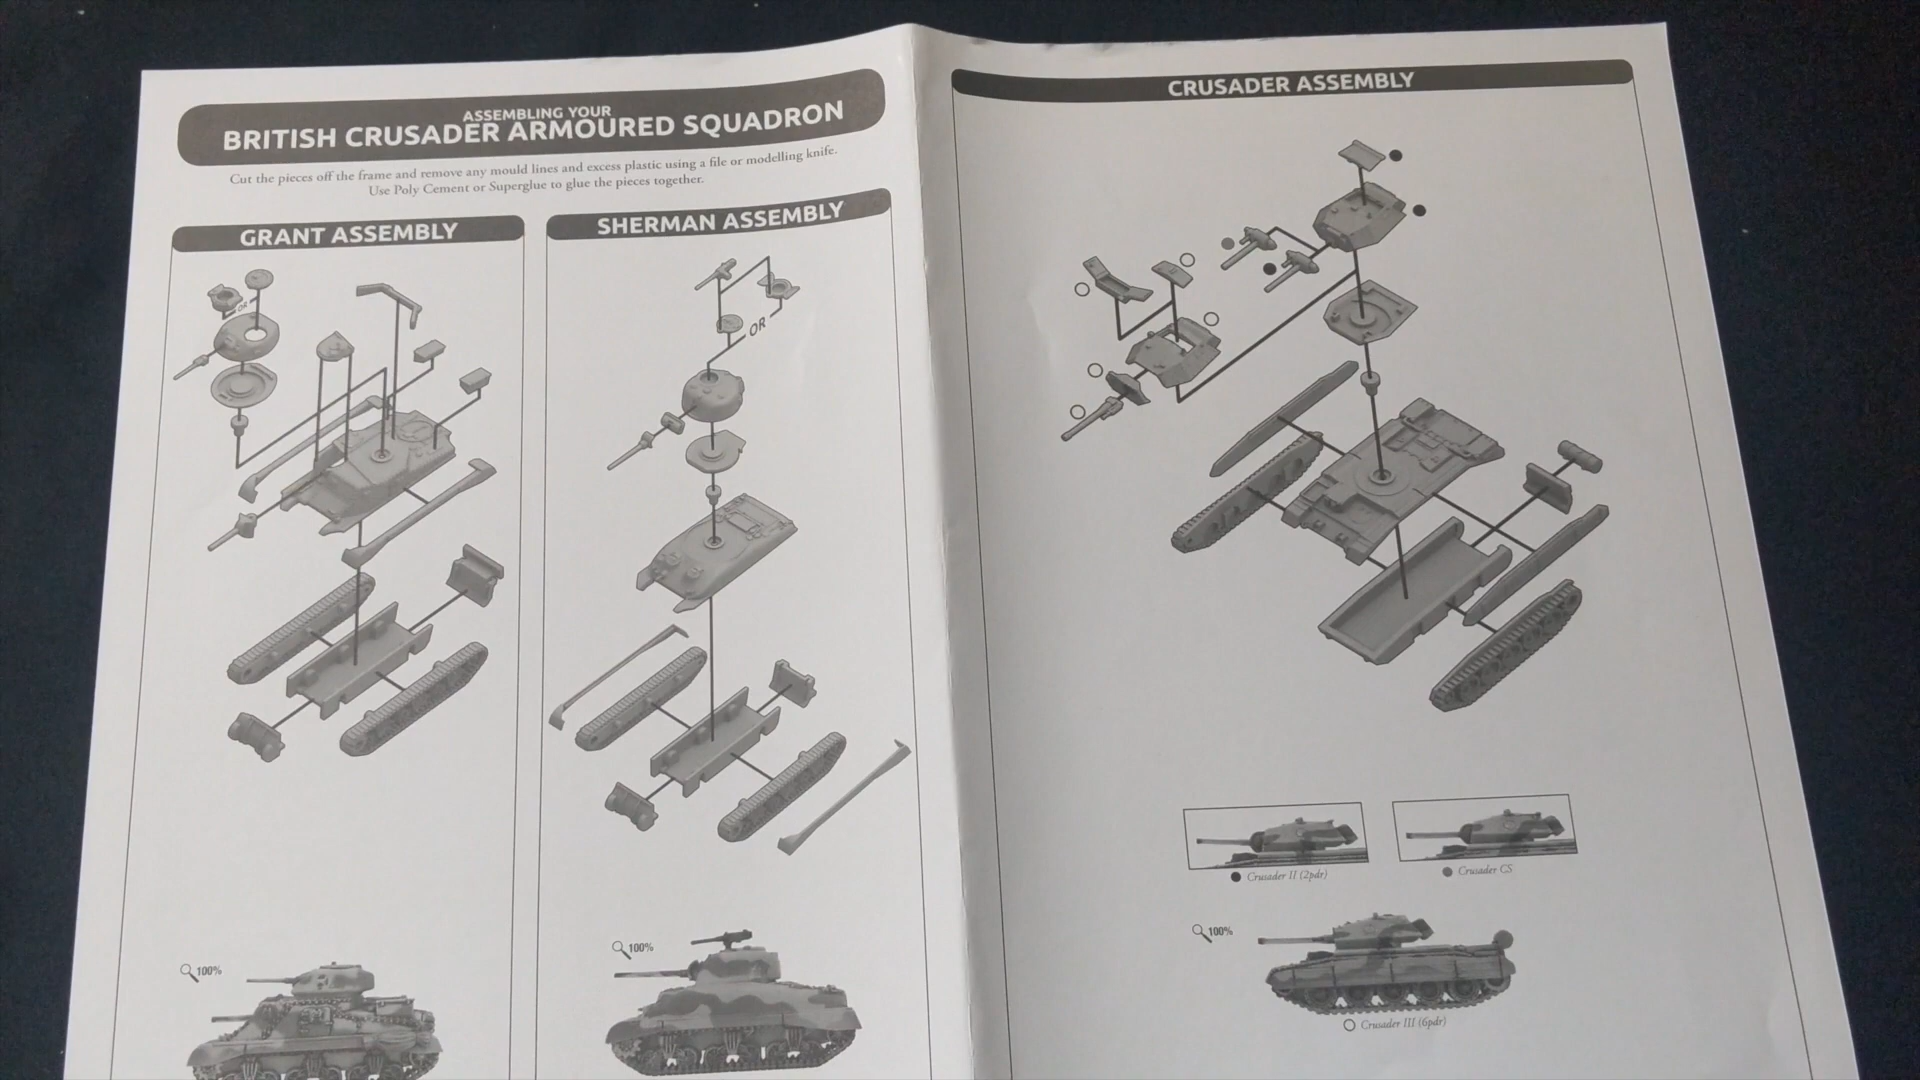 ASSEMBLING YOUR
BRITISH CRUSADER ARMOURED SQUADRON
Cut the pieces off the frame and remove any mould lines and excess plastic using a file or modelling knife.
Use Poly Cement or Superglue to glue the pieces together.
GRANT ASSEMBLY
OR
100%
SHERMAN ASSEMBLY
OR
100%
CRUSADER ASSEMBLY
Crusader II (2pdr)
Crusader CS
100%
Crusader III (6pdr)